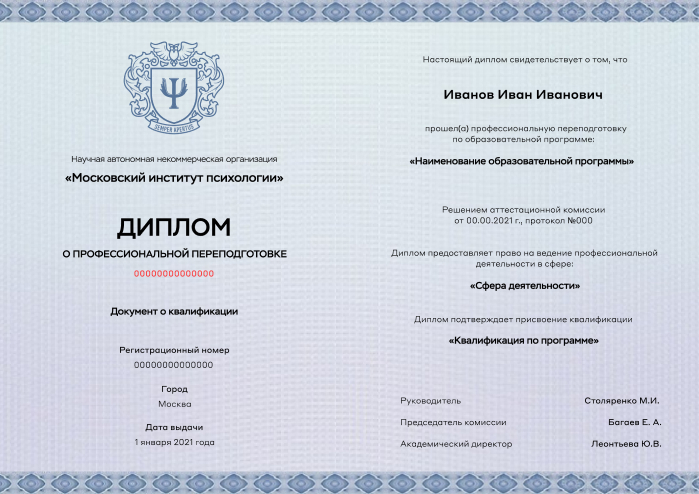 SEMPER APERTUS
Научная автономная некоммерческая организация
«Московский институт психологии»
ДИПЛОМ
О ПРОФЕССИОНАЛЬНОЙ ПЕРЕПОДГОТОВКЕ
00000000000000
Документ о квалификации
Регистрационный номер
00000000000000
Город
Москва
Дата выдачи
1 января 2021 года
Настоящий диплом свидетельствует о том, что
Иванов Иван Иванович
прошел(а) профессиональную переподготовку
по образовательной программе:
«Наименование образовательной программы»
Решением аттестационной комиссии
от 00.00.2021 г., протокол №000
Диплом предоставляет право на ведение профессиональной
деятельности в сфере:
«Сфера деятельности»
Диплом подтверждает присвоение квалификации
«Квалификация по программе»
Руководитель Столяренко М.И.
Председатель комиссии Багаев Е. А.
Академический директор Леонтьева Ю.В.